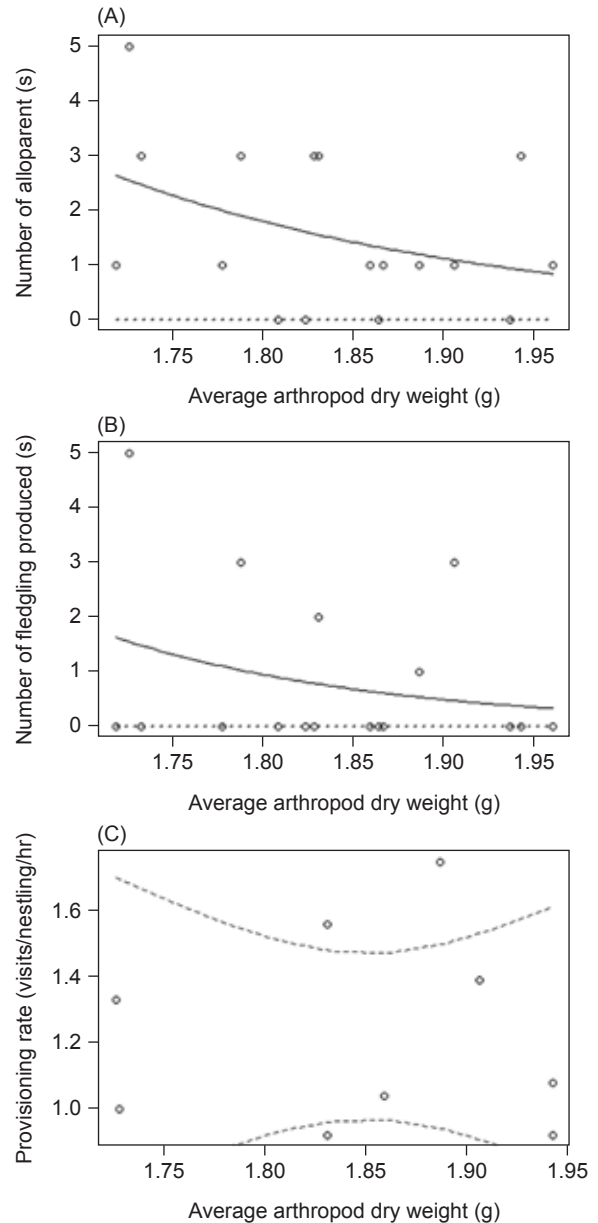 (A)
Number of alloparent (s)
5
4
3
2
1
0
1.75 1.80 1.85 1.90 1.95
Average arthropod dry weight (g)
(B)
Number of fledgling produced (s)
5
4
3
2
1
0
1.75 1.80 1.85 1.90 1.95
Average arthropod dry weight (g)
(C)
Provisioning rate (visits/nestling/hr)
1.6
1.4
1.2
1.0
1.75 1.80 1.85 1.90 1.95
Average arthropod dry weight (g)